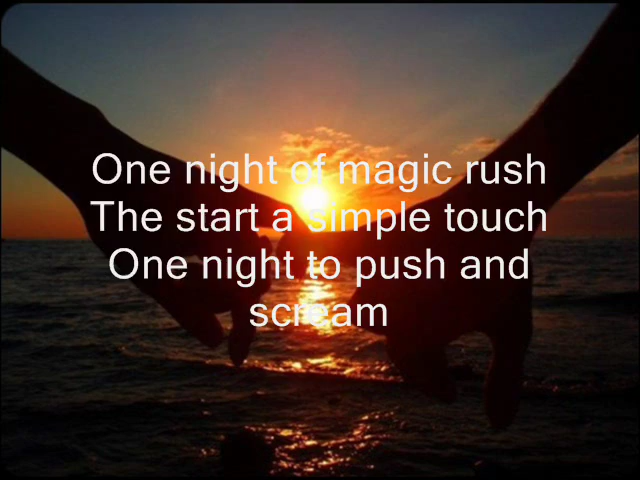 One night of magic rush
The start a simple touch
One night to push and
scream